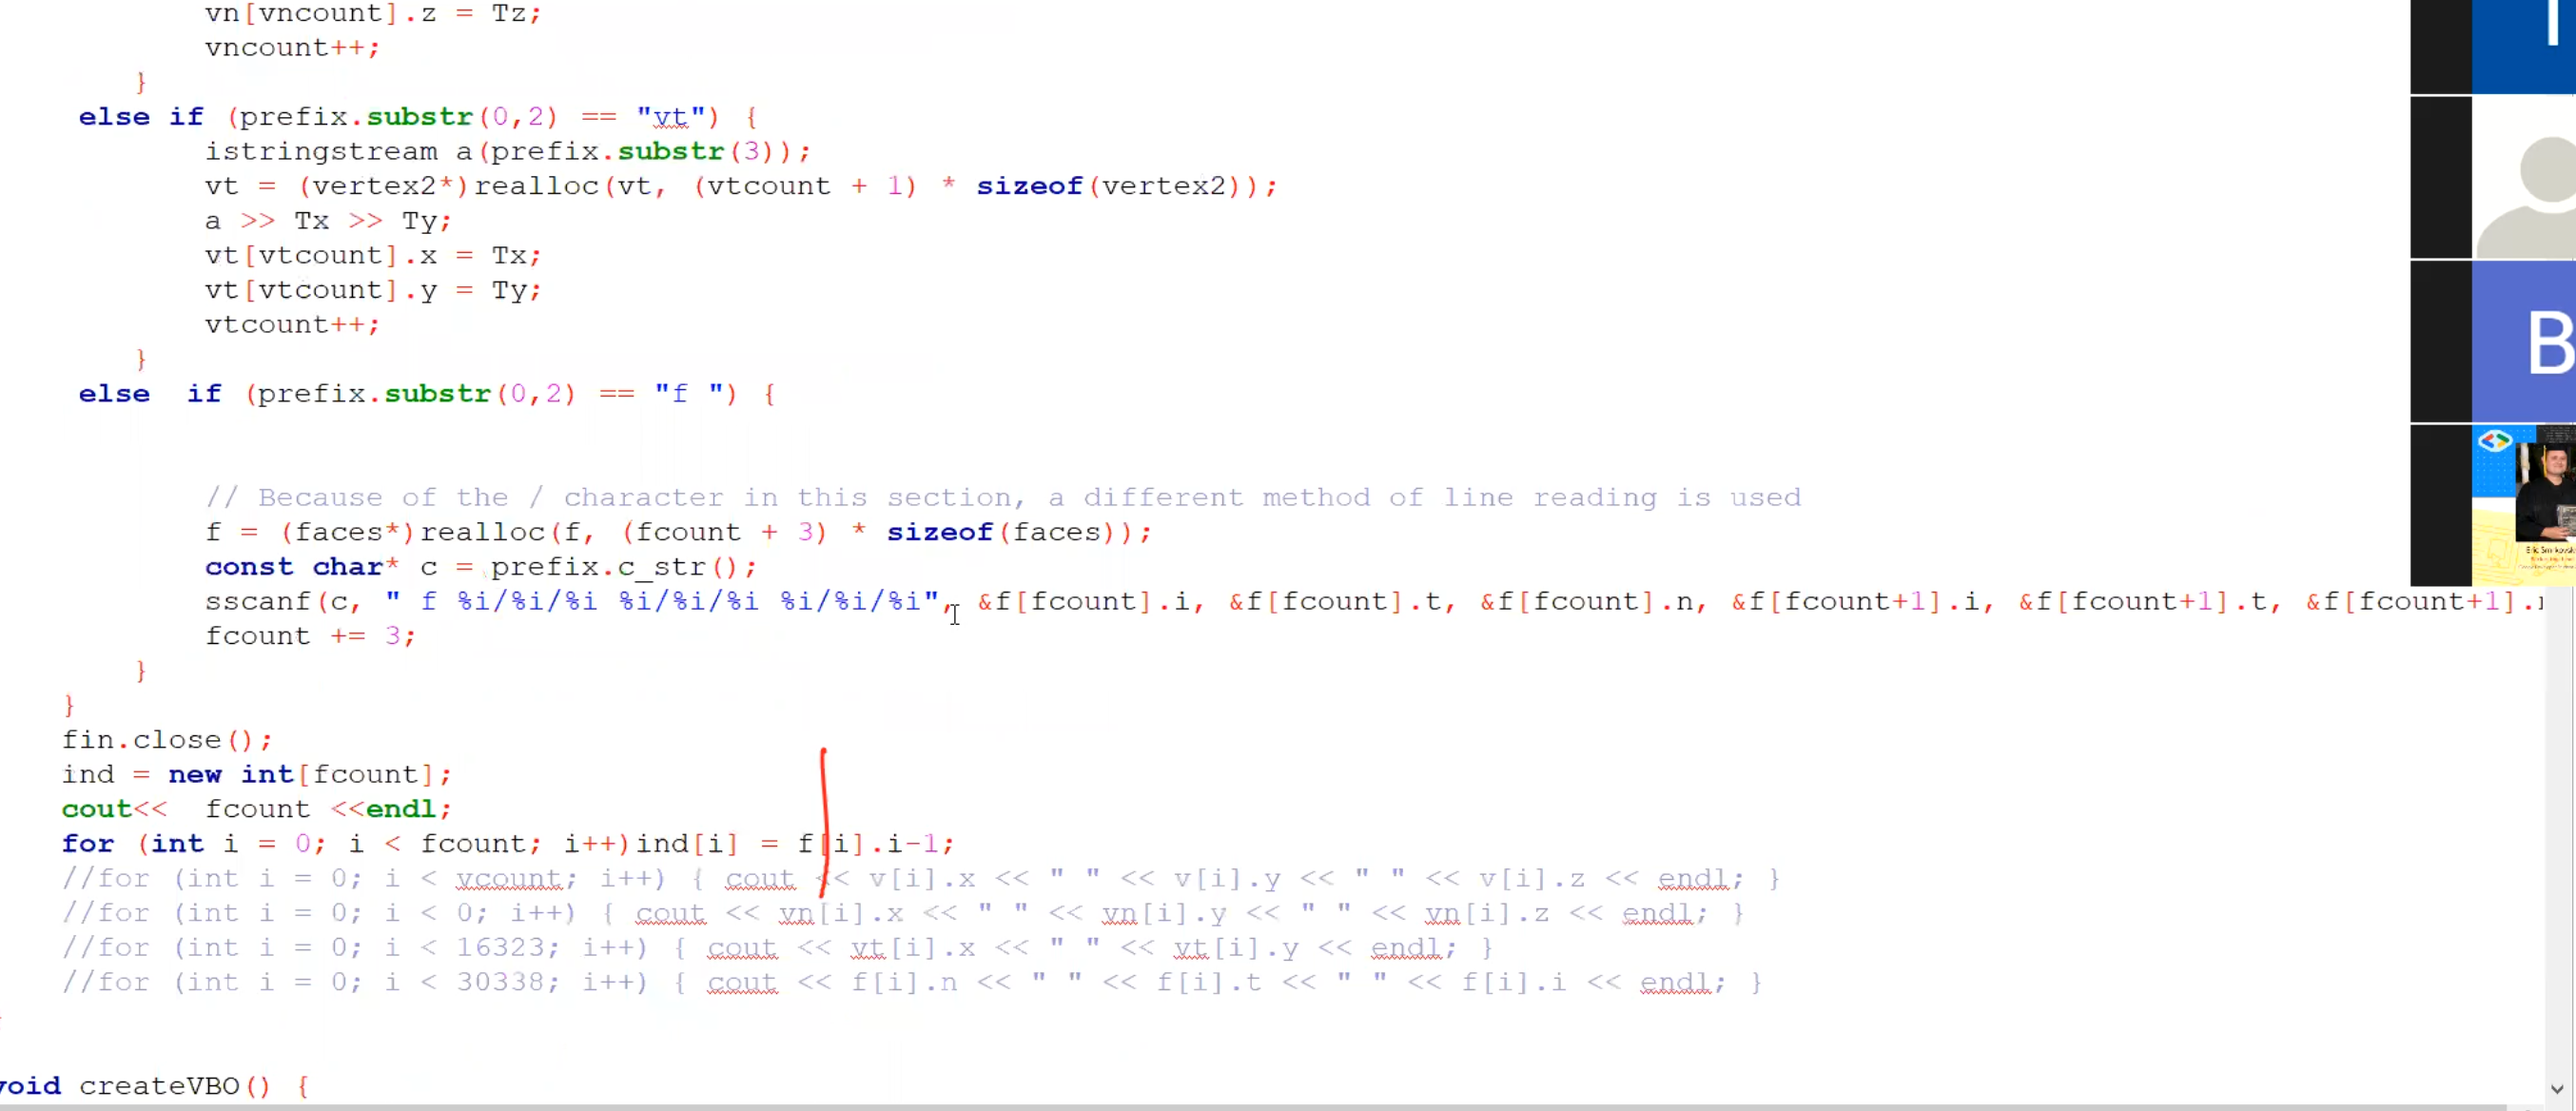 vn[vncount].z = Tz;
vncount++;
}
else if (prefix.substr(0,2) == "vt") {
istringstream a(prefix.substr(3));
vt = (vertex2*)realloc(vt, (vtcount + 1) * sizeof(vertex2));
a >> Tx >> Ty;
vt[vtcount].x = Tx;
vt[vtcount].y = Ty;
vtcount++;
}
else  if (prefix.substr(0,2) == "f ") {
// Because of the / character in this section, a different method of line reading is used
f = (faces*)realloc(f, (fcount + 3) * sizeof(faces));
const char* c = prefix.c_str();
sscanf(c, " f %i/%i/%i %i/%i/%i %i/%i/%i", &f[fcount].i, &f[fcount].t, &f[fcount].n, &f[fcount+1].i, &f[fcount+1].t, &f[fcount+1].
fcount += 3;
}
}
fin.close();
ind = new int[fcount];
cout<<  fcount <<endl;
for (int i = 0; i < fcount; i++)ind[i] = f[i].i-1;
//for (int i = 0; i < vcount; i++) { cout << v[i].x << " " << v[i].y << " " << v[i].z << endl; }
//for (int i = 0; i < 0; i++) { cout << vn[i].x << " " << vn[i].y << " " << vn[i].z << endl; }
//for (int i = 0; i < 16323; i++) { cout << vt[i].x << " " << vt[i].y << endl; }
//for (int i = 0; i < 30338; i++) { cout << f[i].n << " " << f[i].t << " " << f[i].i << endl; }
void createVBO() {
B